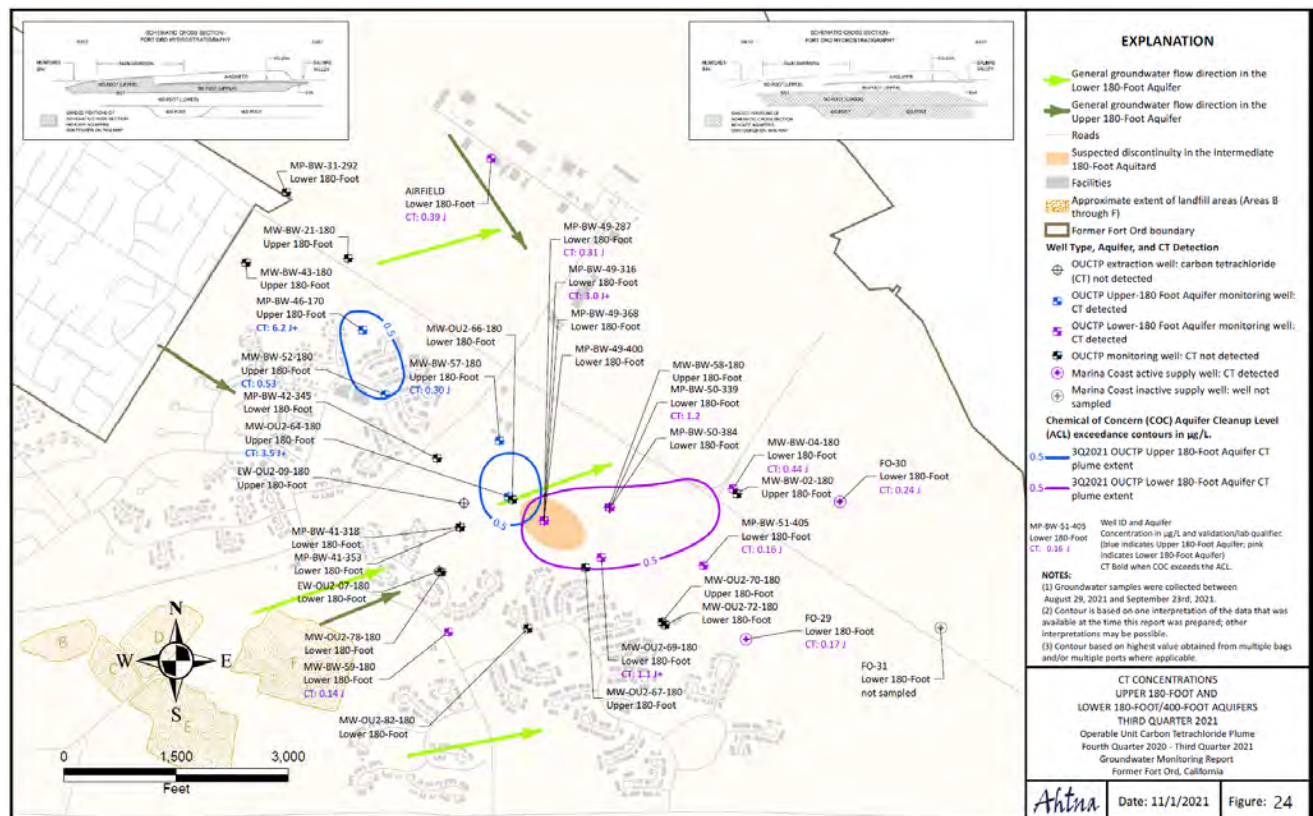 SCHEMATIC CROSS SECTION-
FORT ORD HYDROSTRATIGRAPHY
SCHEMATIC CROSS SECTION-
FORT ORD HYDROSTRATIGRAPHY
MP-BW-31-292
Lower 180-Foot
AIRFIELD
Lower 180-Foot
CT: 0.39 J
MW-BW-21-180
Upper 180-Foot
MP-BW-49-287
Lower 180-Foot
CT: 0.31 J
MW-BW-43-180
Upper 180-Foot
MP-BW-49-316
Lower 180-Foot
CT: 3.0 J+
MP-BW-46-170
Upper 180-Foot
CT: 6.2 J+
MP-BW-49-368
Lower 180-Foot
MW-OU2-66-180
Lower 180-Foot
MP-BW-49-400
Lower 180-Foot
MW-BW-52-180
Upper 180-Foot
CT: 0.53
MW-BW-57-180
Upper 180-Foot
CT: 0.30 J
MW-BW-58-180
Upper 180-Foot
MP-BW-50-339
Lower 180-Foot
CT: 1.2
MP-BW-42-345
Lower 180-Foot
MP-BW-50-384
Lower 180-Foot
MW-OU2-64-180
Upper 180-Foot
CT: 3.5 J+
MW-BW-04-180
Lower 180-Foot
CT: 0.44 J
MW-BW-02-180
Upper 180-Foot
FO-30
Lower 180-Foot
CT: 0.24 J
EW-OU2-09-180
Upper 180-Foot
MP-BW-41-318
Lower 180-Foot
MP-BW-41-353
Lower 180-Foot
MP-BW-51-405
Lower 180-Foot
CT: 0.16 J
EW-OU2-07-180
Lower 180-Foot
MW-OU2-70-180
Upper 180-Foot
MW-OU2-72-180
Lower 180-Foot
MW-OU2-78-180
Lower 180-Foot
MW-OU2-69-180
Lower 180-Foot
CT: 1.1 J+
FO-29
Lower 180-Foot
CT: 0.17 J
MW-BW-59-180
Lower 180-Foot
CT: 0.14 J
FO-31
Lower 180-Foot
not sampled
MW-OU2-67-180
Upper 180-Foot
MW-OU2-82-180
Lower 180-Foot
0.5
0.5
0.5
B
C
D
E
F
N
W E
S
0 1,500 3,000
Feet
EXPLANATION
General groundwater flow direction in the
Lower 180-Foot Aquifer
General groundwater flow direction in the
Upper 180-Foot Aquifer
Roads
Suspected discontinuity in the Intermediate
180-Foot Aquitard
Facilities
Approximate extent of landfill areas (Areas B
through F)
Former Fort Ord boundary
Well Type, Aquifer, and CT Detection
OUCTP extraction well: carbon tetrachloride
(CT) not detected
OUCTP Upper-180 Foot Aquifer monitoring well:
CT detected
OUCTP Lower-180 Foot Aquifer monitoring well:
CT detected
OUCTP monitoring well: CT not detected
Marina Coast active supply well: CT detected
Marina Coast inactive supply well: well not
sampled
Chemical of Concern (COC) Aquifer Cleanup Level
(ACL) exceedance contours in µg/L.
0.5 3Q2021 OUCTP Upper 180-Foot Aquifer CT
plume extent
0.5 3Q2021 OUCTP Lower 180-Foot Aquifer CT
plume extent
MP-BW-51-405
Lower 180-Foot
CT: 0.16 J
Well ID and Aquifer
Concentration in µg/L and validation/lab qualifier.
(blue indicates Upper 180-Foot Aquifer; pink
indicates Lower 180-Foot Aquifer)
CT Bold when COC exceeds the ACL.
NOTES:
(1) Groundwater samples were collected between
August 29, 2021 and September 23rd, 2021.
(2) Contour is based on one interpretation of the data that was
available at the time this report was prepared; other
interpretations may be possible.
(3) Contour based on highest value obtained from multiple bags
and/or multiple ports where applicable.
CT CONCENTRATIONS
UPPER 180-FOOT AND
LOWER 180-FOOT/400-FOOT AQUIFERS
THIRD QUARTER 2021
Operable Unit Carbon Tetrachloride Plume
Fourth Quarter 2020 - Third Quarter 2021
Groundwater Monitoring Report
Former Fort Ord, California
Ahtna
Date: 11/1/2021
Figure: 24